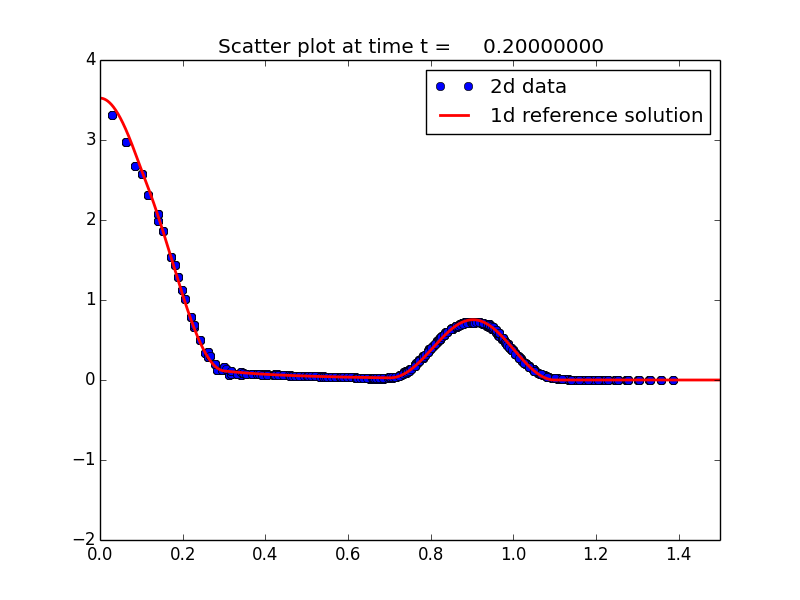 Scatter plot at time t =     0.20000000
2d data
1d reference solution
4
3
2
1
0
−1
−2
0.0 0.2 0.4 0.6 0.8 1.0 1.2 1.4